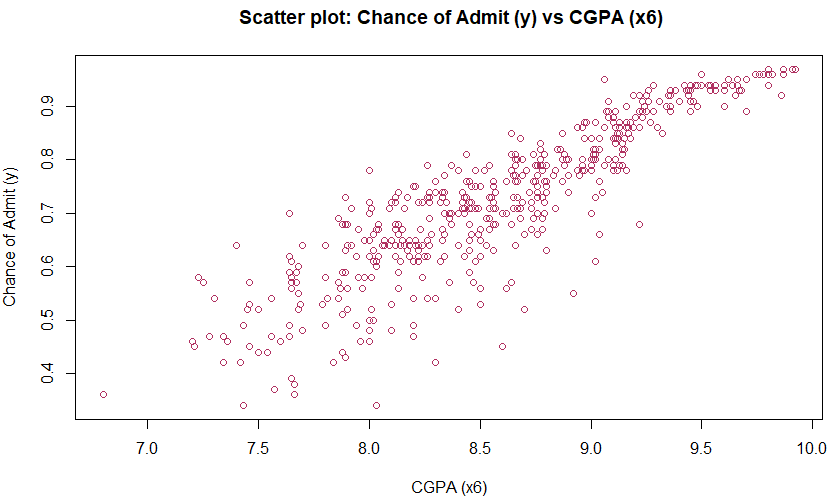 Scatter plot: Chance of Admit (y) vs CGPA (x6)
Chance of Admit (y)
0.9
0.8
0.7
0.6
0.5
0.4
7.0 7.5 8.0 8.5 9.0 9.5 10.0
CGPA (x6)